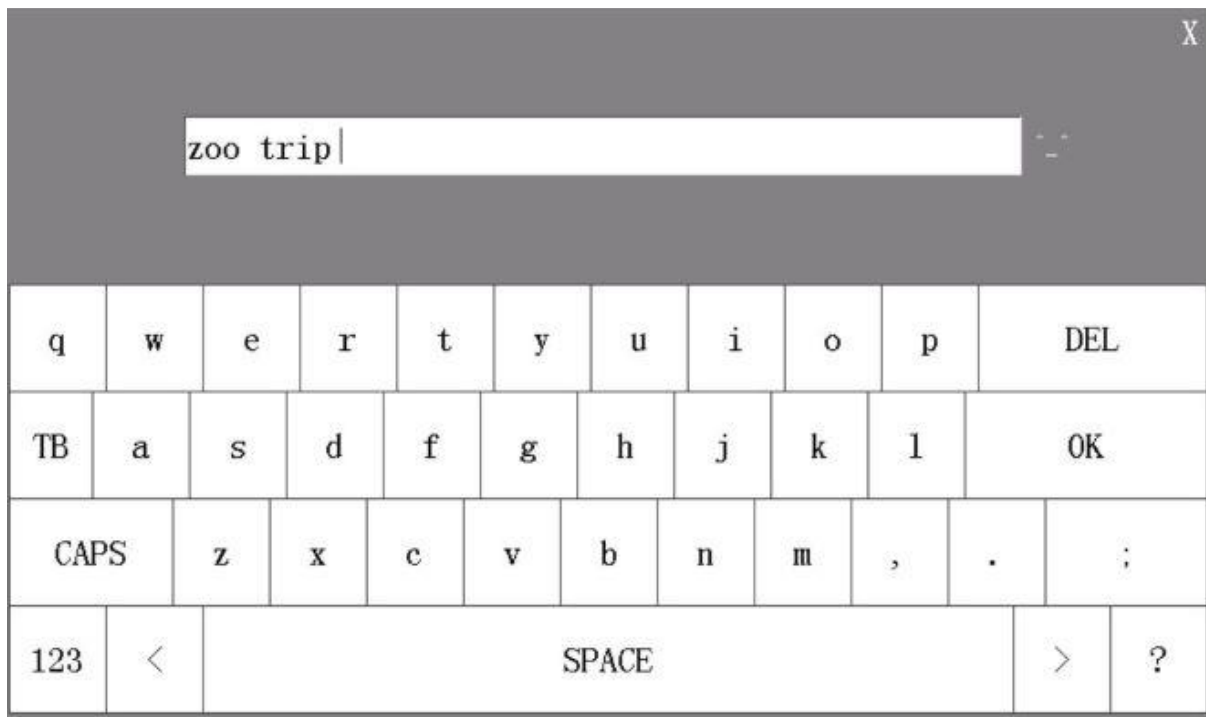 X
zoo trip
q w e r t y u i o p DEL
TB a s d f g h j k l OK
CAPS z x c v b n m , . ;
123 < SPACE > ?